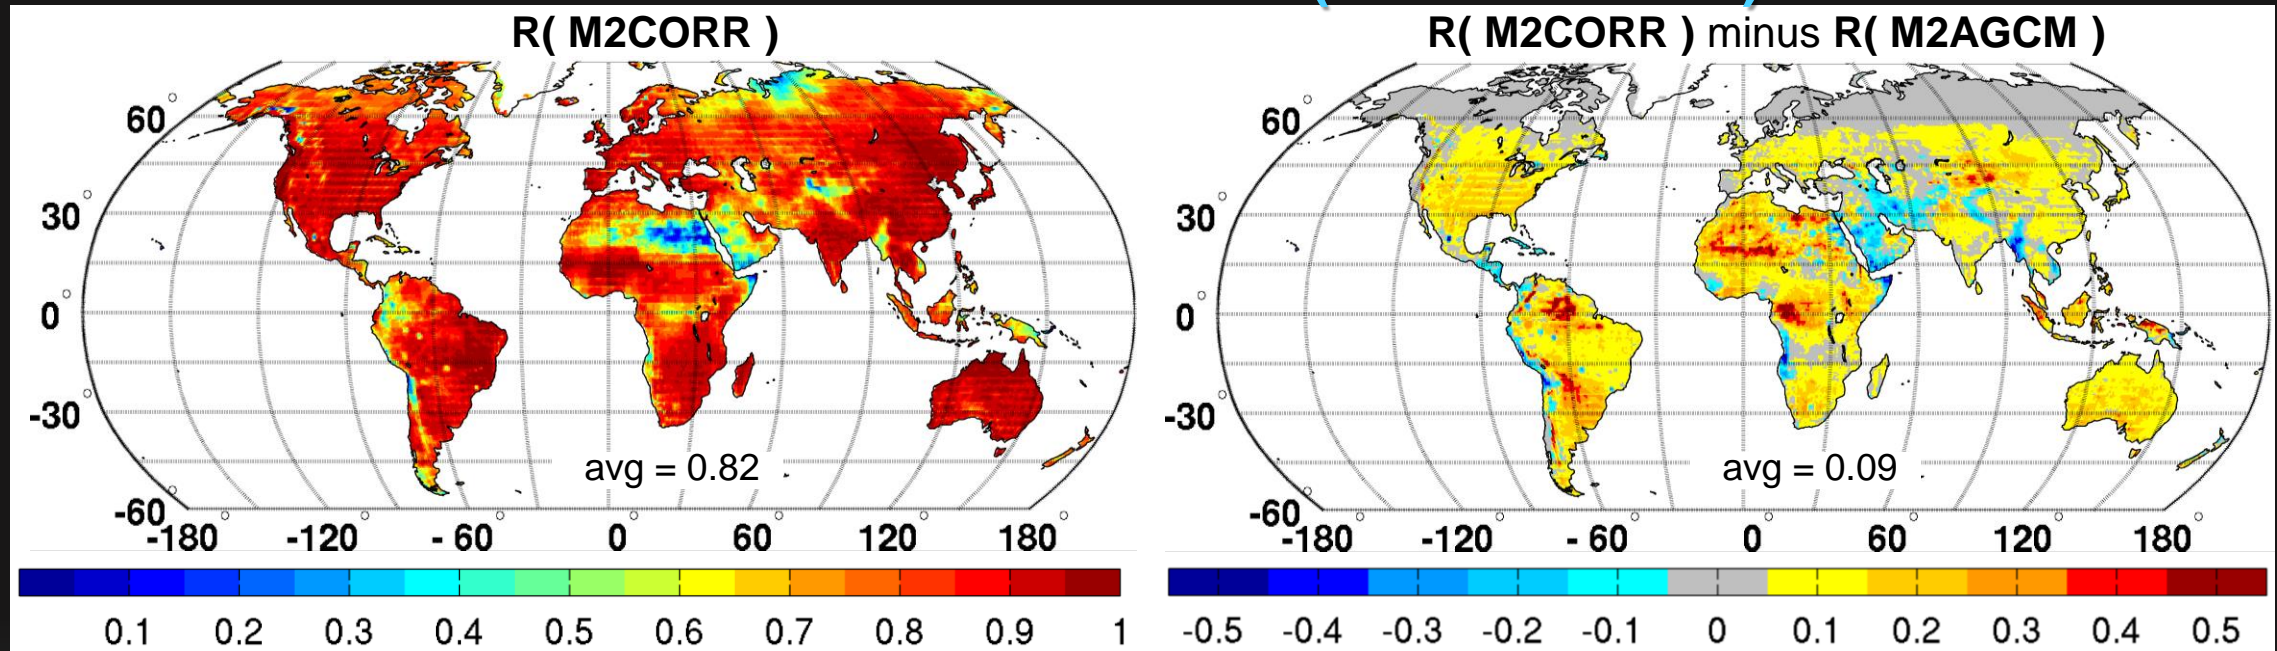 R( M2CORR )
60
30
0
-30
-60
avg = 0.82
-180 -120 - 60 0 60 120 180
0.1 0.2 0.3 0.4 0.5 0.6 0.7 0.8 0.9 1
R( M2CORR ) minus R( M2AGCM )
60
30
0
-30
-60
avg = 0.09
-180 -120 - 60 0 60 120 180
-0.5 -0.4 -0.3 -0.2 -0.1 0 0.1 0.2 0.3 0.4 0.5